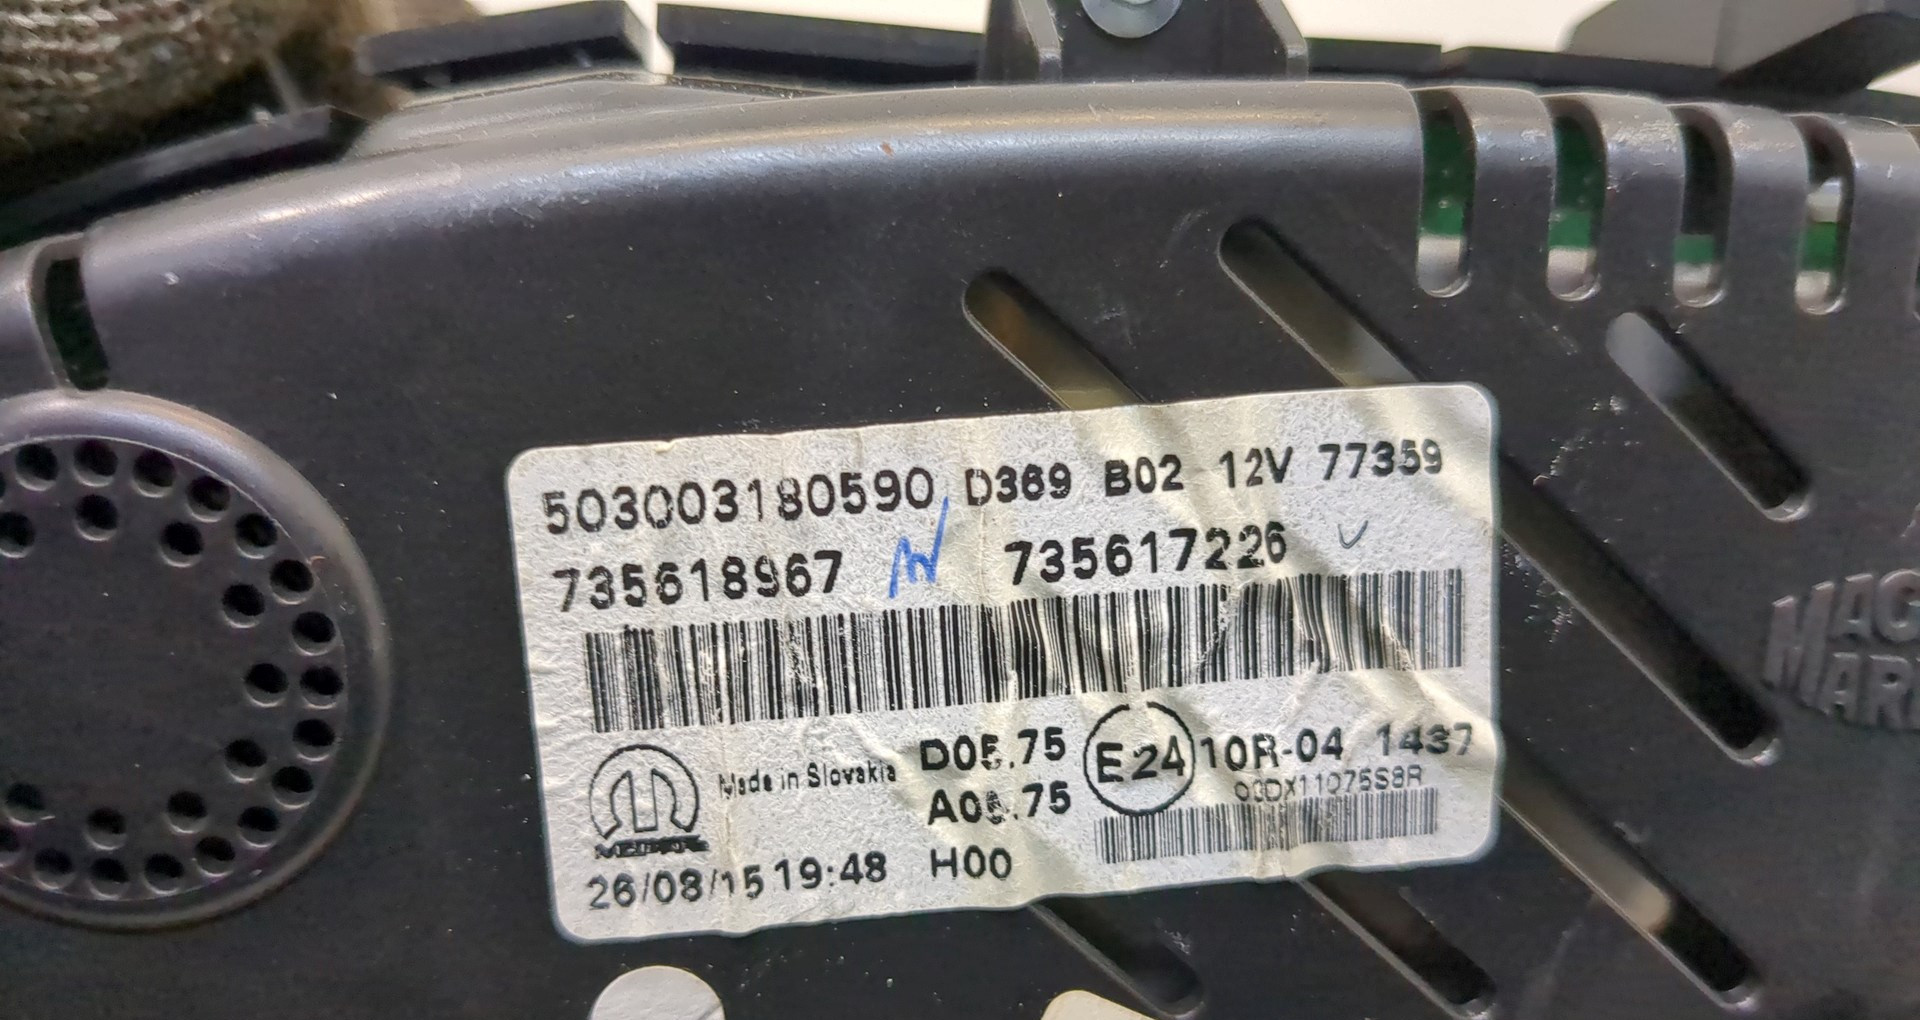 503003180590 D369 B02 12V 77359
735618967 735617226
Made in Slovakia D05.75 E24 10R-04 1437
A05.75
26/08/15 19:48 H00